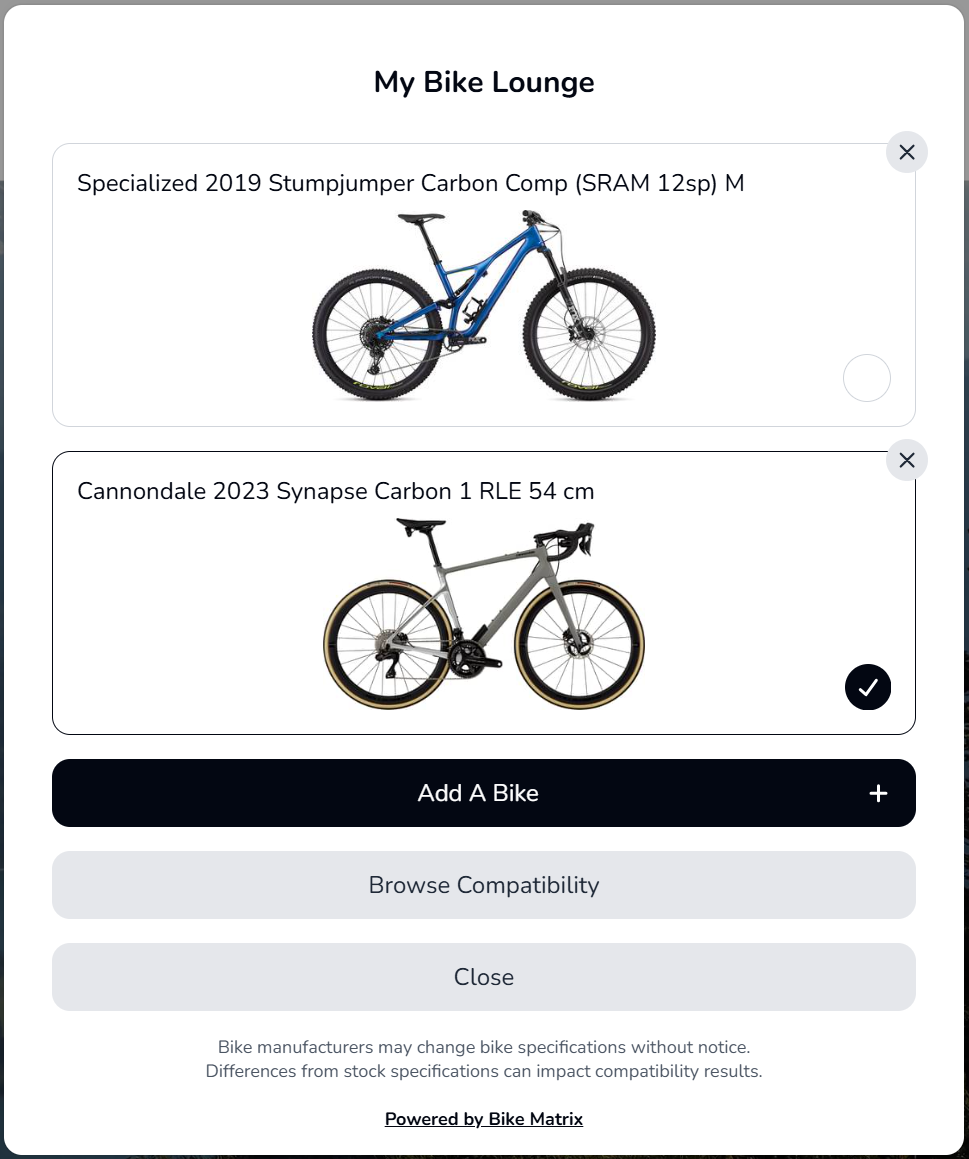 My Bike Lounge
Specialized 2019 Stumpjumper Carbon Comp (SRAM 12sp) M
Cannondale 2023 Synapse Carbon 1 RLE 54 cm
Add A Bike
Browse Compatibility
Close
Bike manufacturers may change bike specifications without notice.
Differences from stock specifications can impact compatibility results.
Powered by Bike Matrix